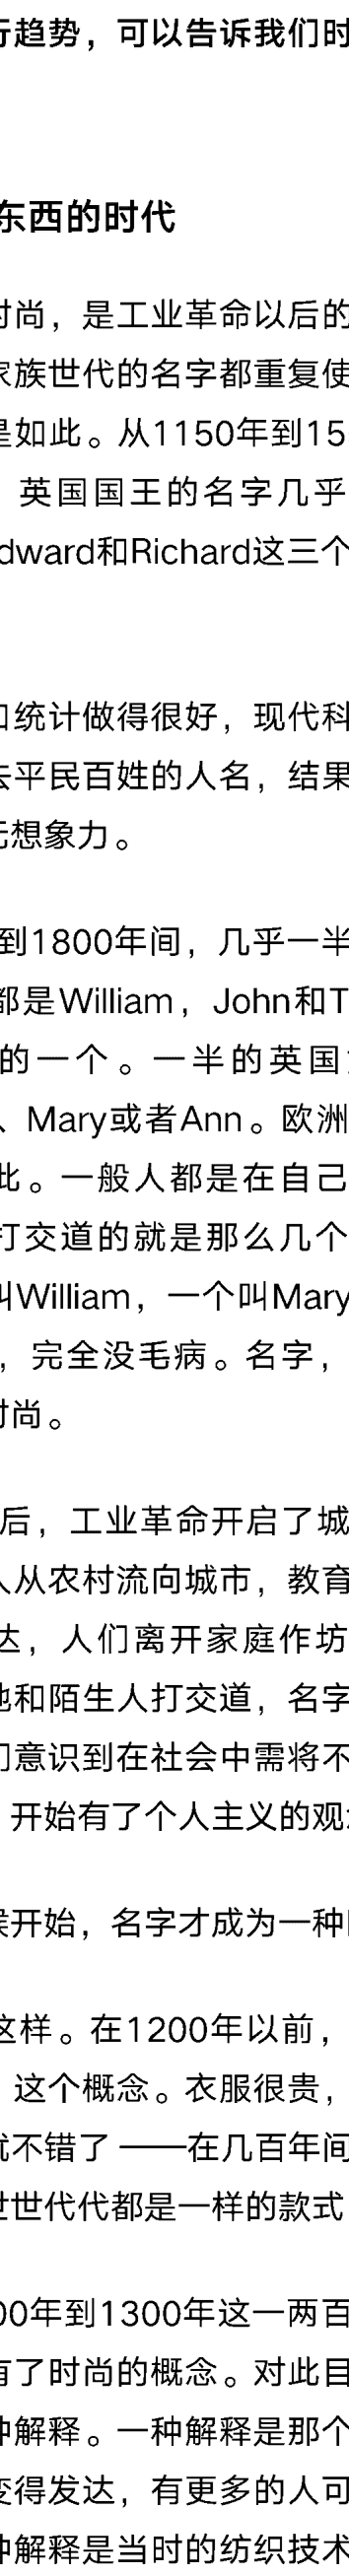 行趋势，可以告诉我们时
东西的时代
时尚，是工业革命以后的
家族世代的名字都重复使
是如此。从1150年到15
，英国国王的名字几乎
dward和Richard这三个
口统计做得很好，现代科
去平民百姓的人名，结果
无想象力。
到1800年间，几乎一半
都是William，John和T
的一个。一半的英国
、Mary或者Ann。欧洲
此。一般人都是在自己
打交道的就是那么几个
叫William，一个叫Mary
，完全没毛病。名字，
时尚。
后，工业革命开启了城
人从农村流向城市，教育
达，人们离开家庭作坊
地和陌生人打交道，名字
们意识到在社会中需将不
，开始有了个人主义的观念
候开始，名字才成为一种
这样。在1200年以前，
”这个概念。衣服很贵，
就不错了——在几百年间
世世代代都是一样的款式
00年到1300年这一两百
有了时尚的概念。对此目
种解释。一种解释是那个
变得发达，有更多的人可
种解释是当时的纺织技术